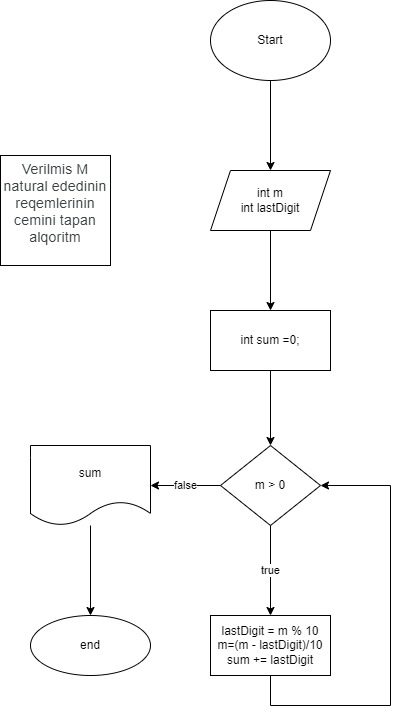 Start
Verilmis M
natural ededinin
reqemlerinin
cemini tapan
alqoritm
int m
int lastDigit
int sum =0;
sum
false
m > 0
true
lastDigit = m % 10
m=(m - lastDigit)/10
sum += lastDigit
end